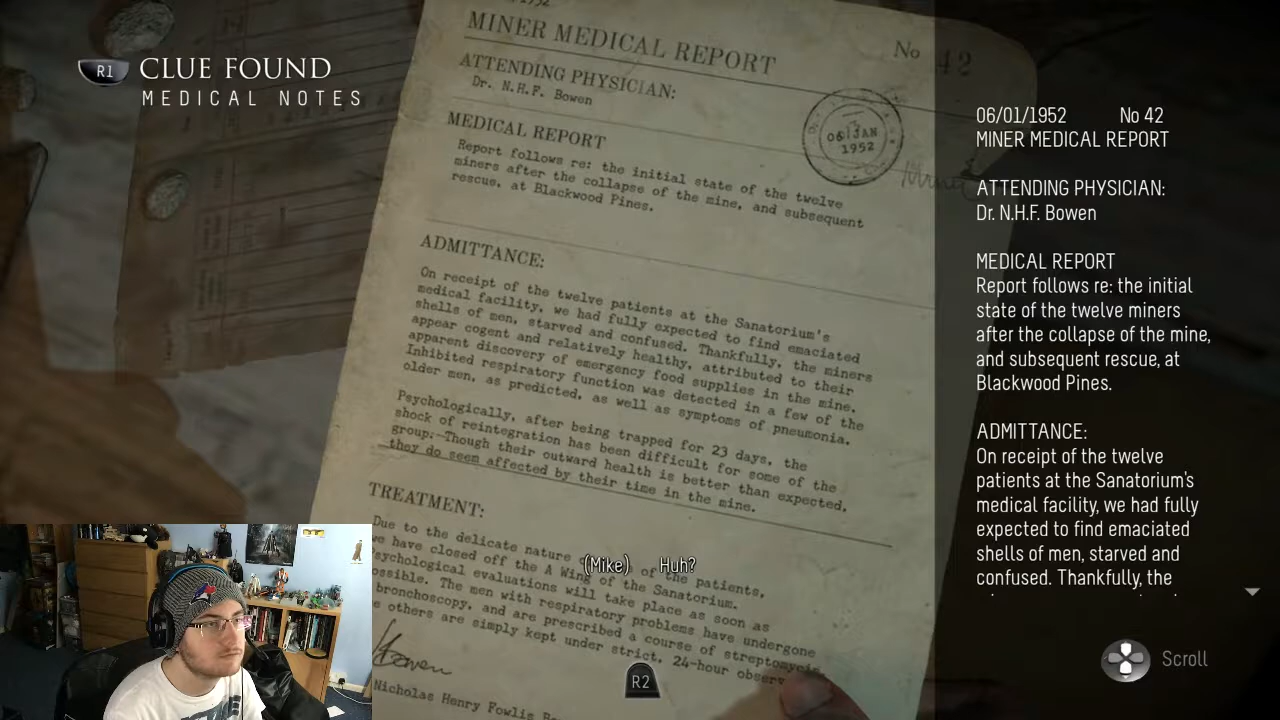 R1 CLUE FOUND
MEDICAL NOTES
1952
MINER MEDICAL REPORT No 42
ATTENDING PHYSICIAN:
Dr. N.H.F. Bowen
MEDICAL REPORT
Report follows re: the initial state of the twelve
miners after the collapse of the mine, and subsequent
rescue, at Blackwood Pines.
JAN
1952
ADMITTANCE:
On receipt of the twelve patients at the Sanatorium's
medical facility, we had fully expected to find emaciated
shells of men, starved and confused. Thankfully, the miners
appear cogent and relatively healthy, attributed to their
apparent discovery of emergency food supplies in the mine.
Inhibited respiratory function was detected in a few of the
older men, as predicted, as well as symptoms of pneumonia.
Psychologically, after being trapped for 23 days, the
shock of reintegration has been difficult for some of the
group. Though their outward health is better than expected,
they do seem affected by their time in the mine.
TREATMENT:
Due to the delicate nature of the patients,
we have closed off the A Wing of the Sanatorium.
psychological evaluations will take place as soon as
possible. The men with respiratory problems have undergone
bronchoscopy, and are prescribed a course of streptomycin
others are simply kept under strict, 24-hour observ
Nicholas Henry Fowlis
(Mike) Huh?
R2
06/01/1952 No 42
MINER MEDICAL REPORT
ATTENDING PHYSICIAN:
Dr. N.H.F. Bowen
MEDICAL REPORT
Report follows re: the initial
state of the twelve miners
after the collapse of the mine,
and subsequent rescue, at
Blackwood Pines.
ADMITTANCE:
On receipt of the twelve
patients at the Sanatorium's
medical facility, we had fully
expected to find emaciated
shells of men, starved and
confused. Thankfully, the
Scroll